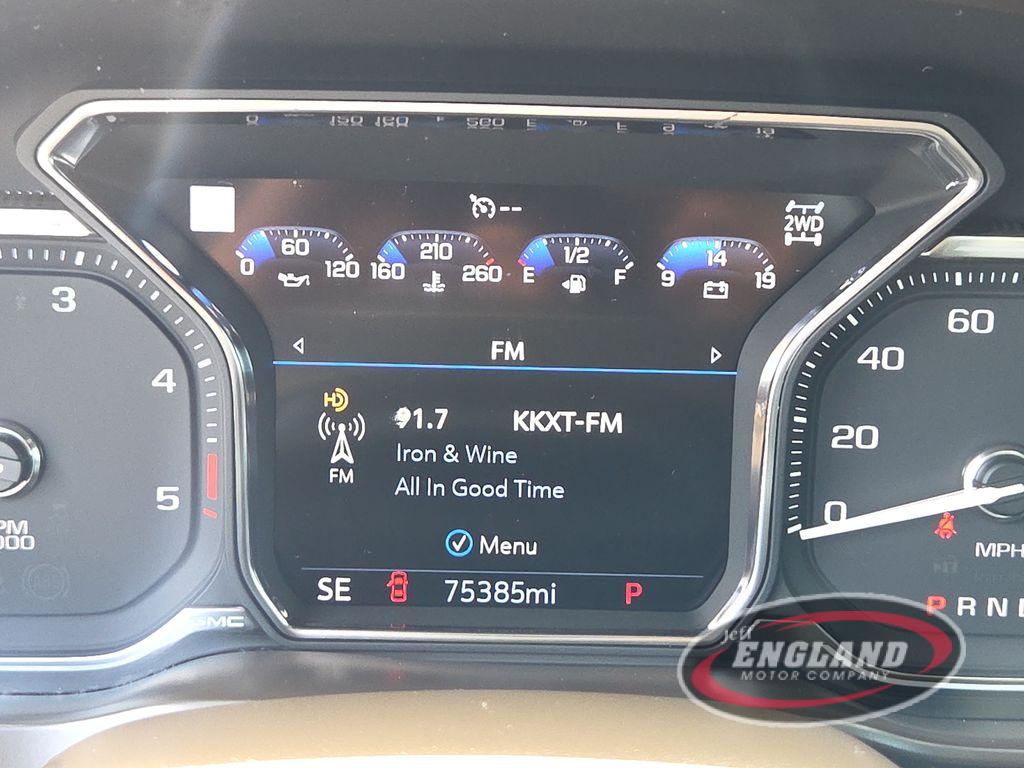 --
2WD
60
0 120
210
160 260
1/2
E F
14
9 19
FM
HD
91.7 KKXT-FM
Iron & Wine
FM
All In Good Time
Menu
SE 75385mi P
3
4
5
GMC
60
40
20
0
MPH
P R N
Jeff
ENGLAND
MOTOR COMPANY